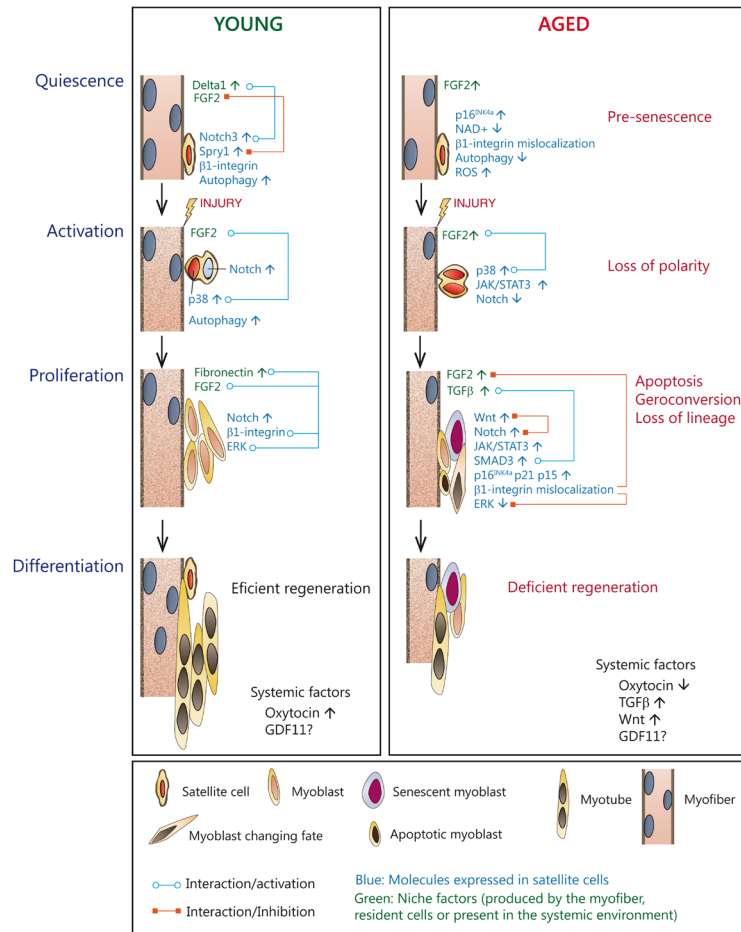 YOUNG
AGED
Quiescence
Delta1 ↑
FGF2
Notch3 ↑
Spry1 ↑
β1-integrin
Autophagy ↑
FGF2↑
p16INK4a ↑
NAD+ ↓
β1-integrin mislocalization
Autophagy ↓
ROS ↑
Pre-senescence
INJURY
INJURY
Activation
FGF2
Notch ↑
p38 ↑
Autophagy ↑
FGF2↑
p38 ↑
JAK/STAT3 ↑
Notch ↓
Loss of polarity
Proliferation
Fibronectin ↑
FGF2
Notch ↑
β1-integrin
ERK
FGF2 ↑
TGFβ ↑
Wnt ↑
Notch ↑
JAK/STAT3 ↑
SMAD3 ↑
p16INK4a p21 p15 ↑
β1-integrin mislocalization
ERK ↓
Apoptosis
Geroconversion
Loss of lineage
Differentiation
Eficient regeneration
Systemic factors
Oxytocin ↑
GDF11?
Deficient regeneration
Systemic factors
Oxytocin ↓
TGFβ ↑
Wnt ↑
GDF11?
Satellite cell
Myoblast
Senescent myoblast
Myotube
Myofiber
Myoblast changing fate
Apoptotic myoblast
Interaction/activation
Interaction/Inhibition
Blue: Molecules expressed in satellite cells
Green: Niche factors (produced by the myofiber,
resident cells or present in the systemic environment)